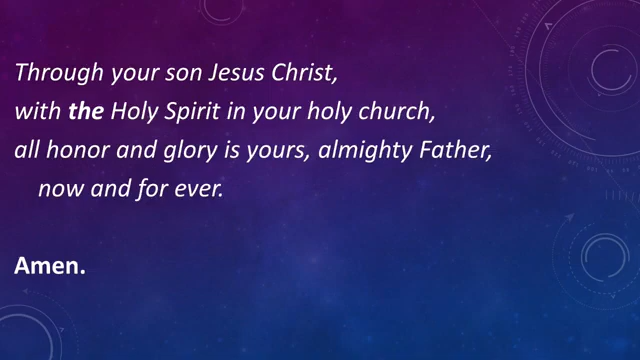 Through your son Jesus Christ,
with the Holy Spirit in your holy church,
all honor and glory is yours, almighty Father,
now and for ever.
Amen.